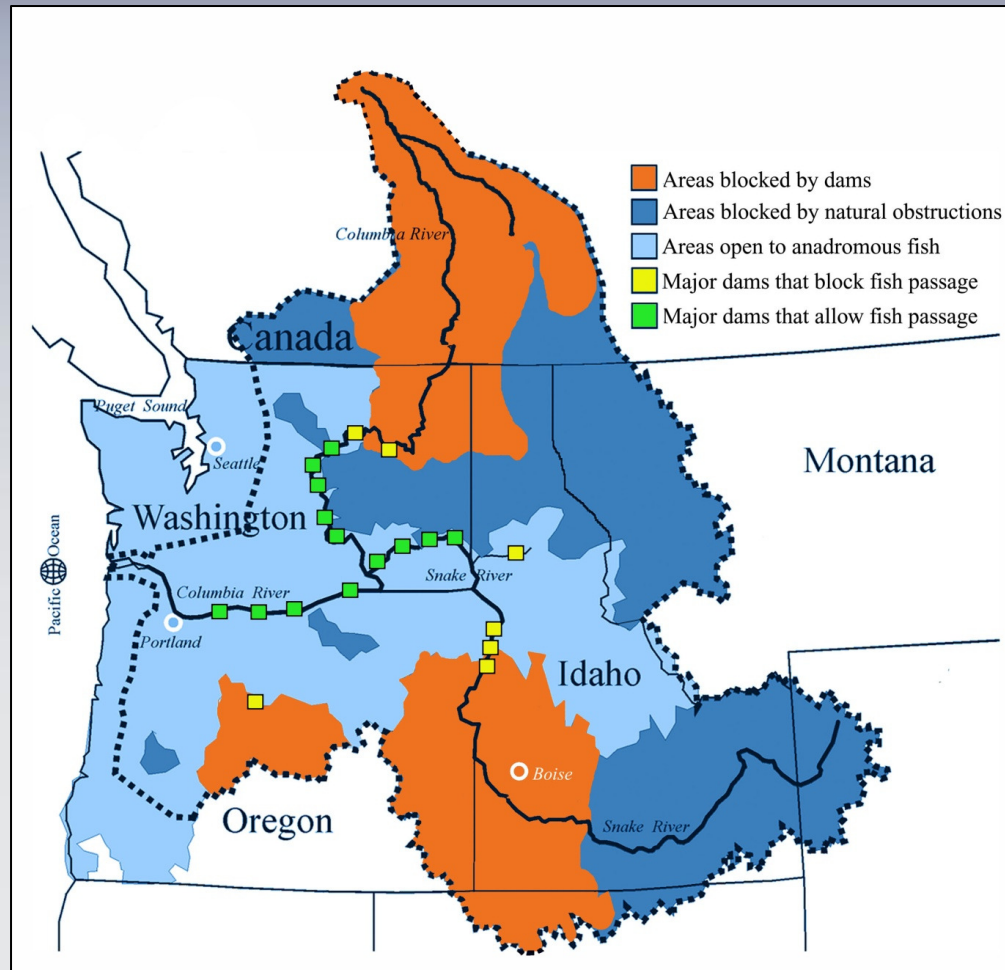 Areas blocked by dams
Areas blocked by natural obstructions
Areas open to anadromous fish
Major dams that block fish passage
Major dams that allow fish passage
Columbia River
Canada
Puget Sound
Seattle
Montana
Washington
Pacific Ocean
Columbia River
Snake River
Portland
Idaho
Boise
Oregon
Snake River